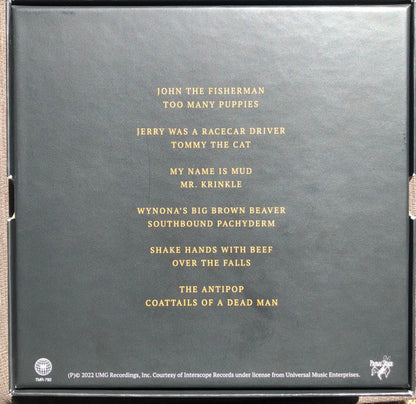 JOHN THE FISHERMAN
TOO MANY PUPPIES
JERRY WAS A RACECAR DRIVER
TOMMY THE CAT
MY NAME IS MUD
MR. KRINKLE
WYNONA'S BIG BROWN BEAVER
SOUTHBOUND PACHYDERM
SHAKE HANDS WITH BEEF
OVER THE FALLS
THE ANTIPOP
COATTAILS OF A DEAD MAN
(P)© 2022 UMG Recordings, Inc. Courtesy of Interscope Records under license from Universal Music Enterprises.